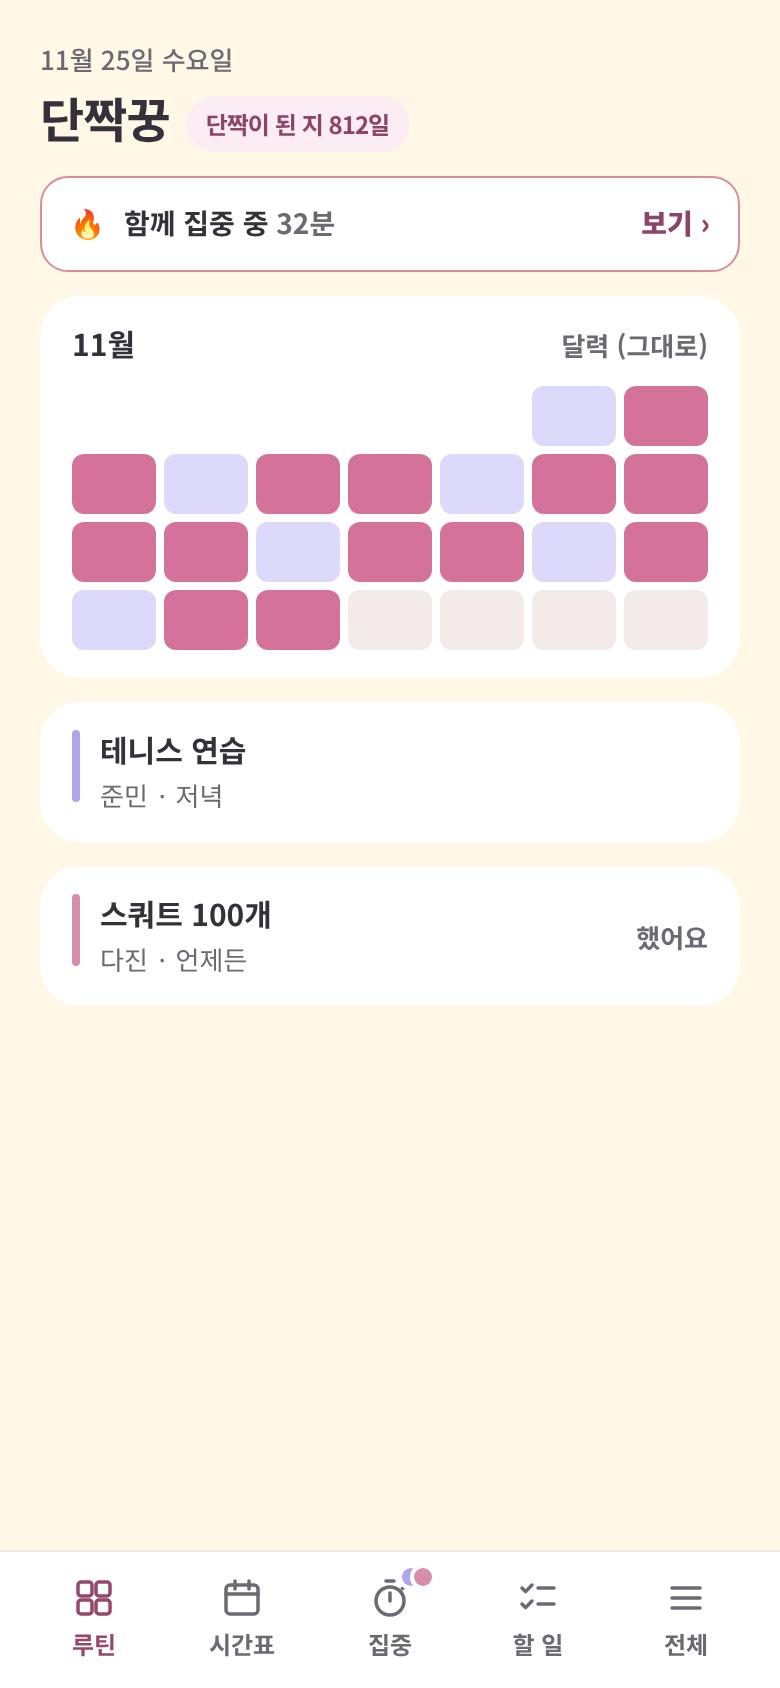 11월 25일 수요일
단짝꿍 단짝이 된 지 812일
🔥 함께 집중 중 32분 보기 ›
11월 달력 (그대로)
테니스 연습
준민 · 저녁
스쿼트 100개
다진 · 언제든
했어요
루틴 시간표 집중 할 일 전체